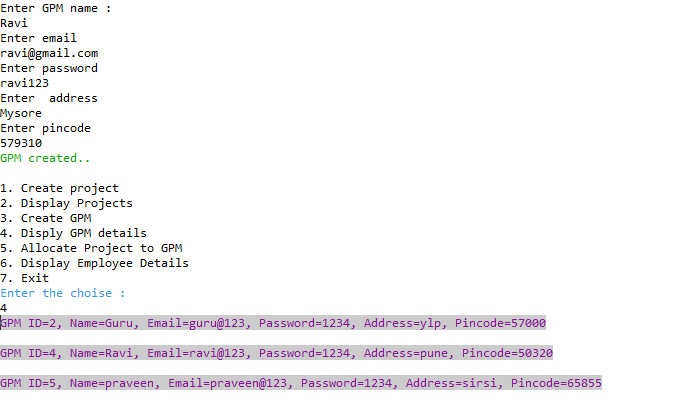 Enter GPM name :
Ravi
Enter email
ravi@gmail.com
Enter password
ravi123
Enter  address
Mysore
Enter pincode
579310
GPM created..
1. Create project
2. Display Projects
3. Create GPM
4. Disply GPM details
5. Allocate Project to GPM
6. Display Employee Details
7. Exit
Enter the choise :
4
GPM ID=2, Name=Guru, Email=guru@123, Password=1234, Address=ylp, Pincode=57000
GPM ID=4, Name=Ravi, Email=ravi@123, Password=1234, Address=pune, Pincode=50320
GPM ID=5, Name=praveen, Email=praveen@123, Password=1234, Address=sirsi, Pincode=65855